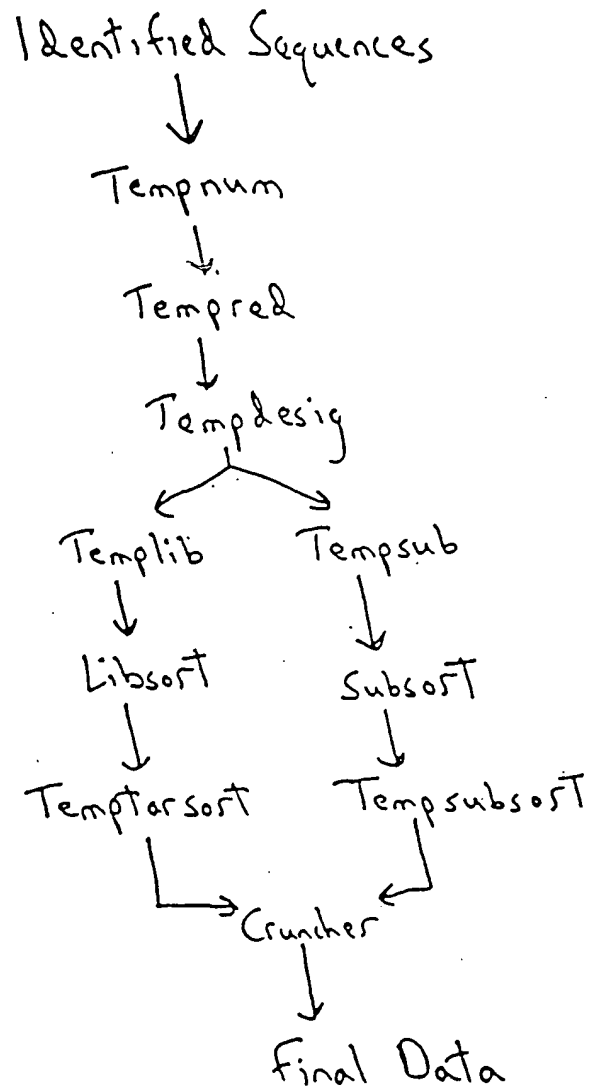 Identified Sequences
Tempnum
Tempred
Tempdesig
Templib Tempsub
Libsort Subsort
Temptarsort Tempsubsort
Cruncher
Final Data